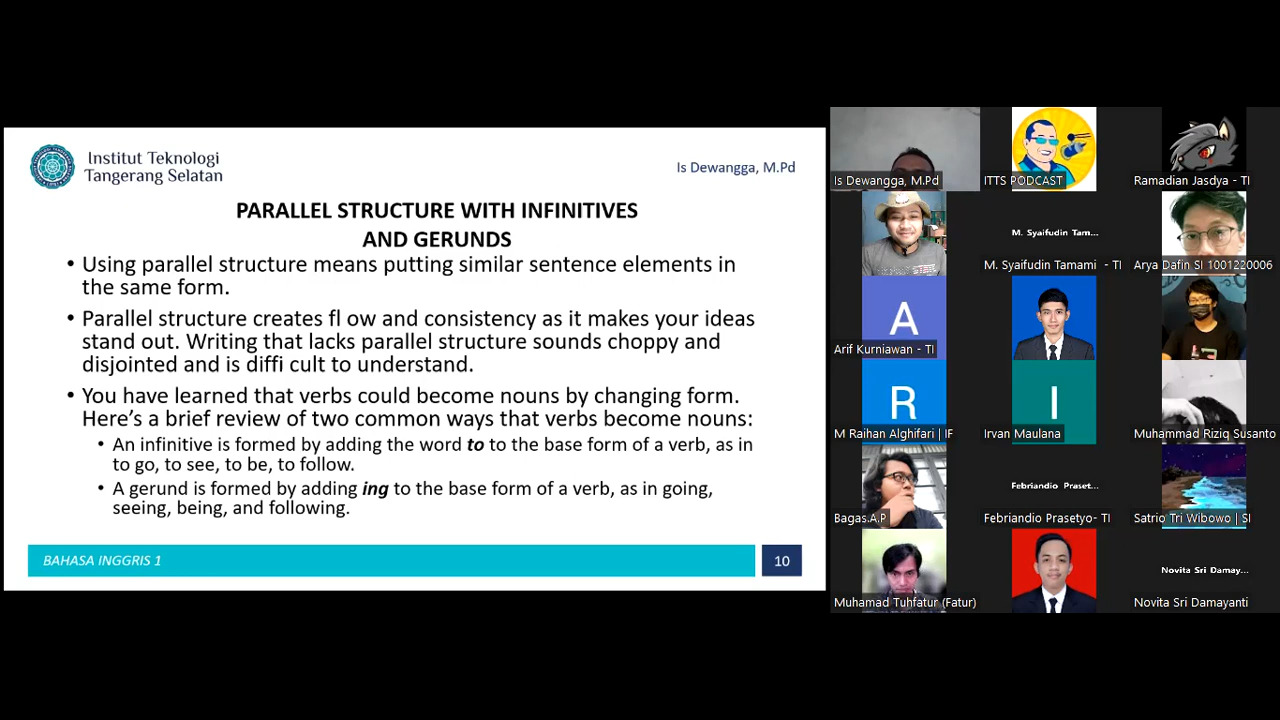 Institut Teknologi
Tangerang Selatan
Is Dewangga, M.Pd
PARALLEL STRUCTURE WITH INFINITIVES
AND GERUNDS
• Using parallel structure means putting similar sentence elements in
the same form.
• Parallel structure creates fl ow and consistency as it makes your ideas
stand out. Writing that lacks parallel structure sounds choppy and
disjointed and is diffi cult to understand.
• You have learned that verbs could become nouns by changing form.
Here’s a brief review of two common ways that verbs become nouns:
• An infinitive is formed by adding the word to to the base form of a verb, as in
to go, to see, to be, to follow.
• A gerund is formed by adding ing to the base form of a verb, as in going,
seeing, being, and following.
BAHASA INGGRIS 1
10
Is Dewangga, M.Pd
ITTS PODCAST
Ramadian Jasdya - TI
M. Syaifudin Tam...
M. Syaifudin Tamami - TI
Arya Dafin SI 1001220006
A
Arif Kurniawan - TI
R
M Raihan Alghifari | IF
I
Irvan Maulana
Muhammad Riziq Susanto
Bagas.A.P
Febriandio Praset...
Febriandio Prasetyo- TI
Satrio Tri Wibowo | SI
Muhamad Tuhfatur (Fatur)
Novita Sri Damay...
Novita Sri Damayanti